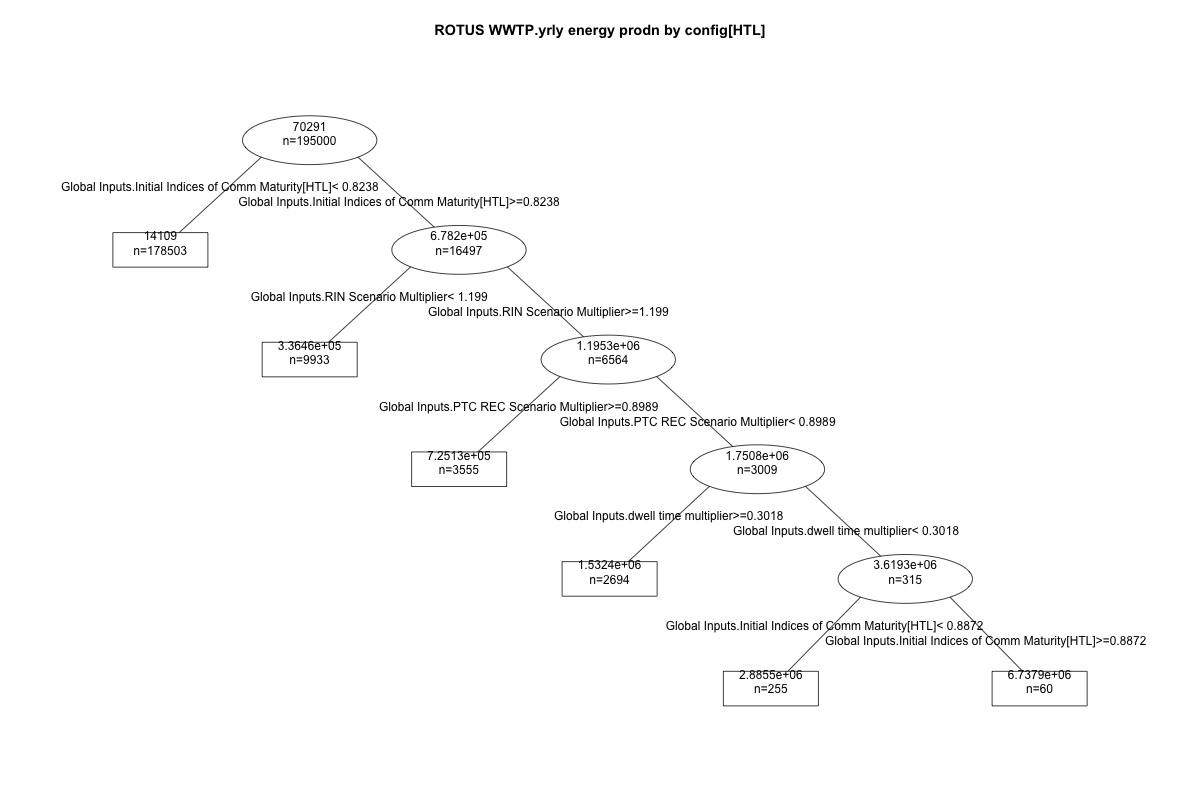 ROTUS WWTP.yrly energy prodn by config[HTL]
70291
n=195000
Global Inputs.Initial Indices of Comm Maturity[HTL]< 0.8238
Global Inputs.Initial Indices of Comm Maturity[HTL]>=0.8238
14109
n=178503
6.782e+05
n=16497
Global Inputs.RIN Scenario Multiplier< 1.199
Global Inputs.RIN Scenario Multiplier>=1.199
3.3646e+05
n=9933
1.1953e+06
n=6564
Global Inputs.PTC REC Scenario Multiplier>=0.8989
Global Inputs.PTC REC Scenario Multiplier< 0.8989
7.2513e+05
n=3555
1.7508e+06
n=3009
Global Inputs.dwell time multiplier>=0.3018
Global Inputs.dwell time multiplier< 0.3018
1.5324e+06
n=2694
3.6193e+06
n=315
Global Inputs.Initial Indices of Comm Maturity[HTL]< 0.8872
Global Inputs.Initial Indices of Comm Maturity[HTL]>=0.8872
2.8855e+06
n=255
6.7379e+06
n=60